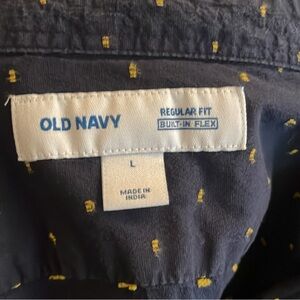 OLD NAVY
REGULAR FIT
BUILT-IN FLEX
L
MADE IN
INDIA